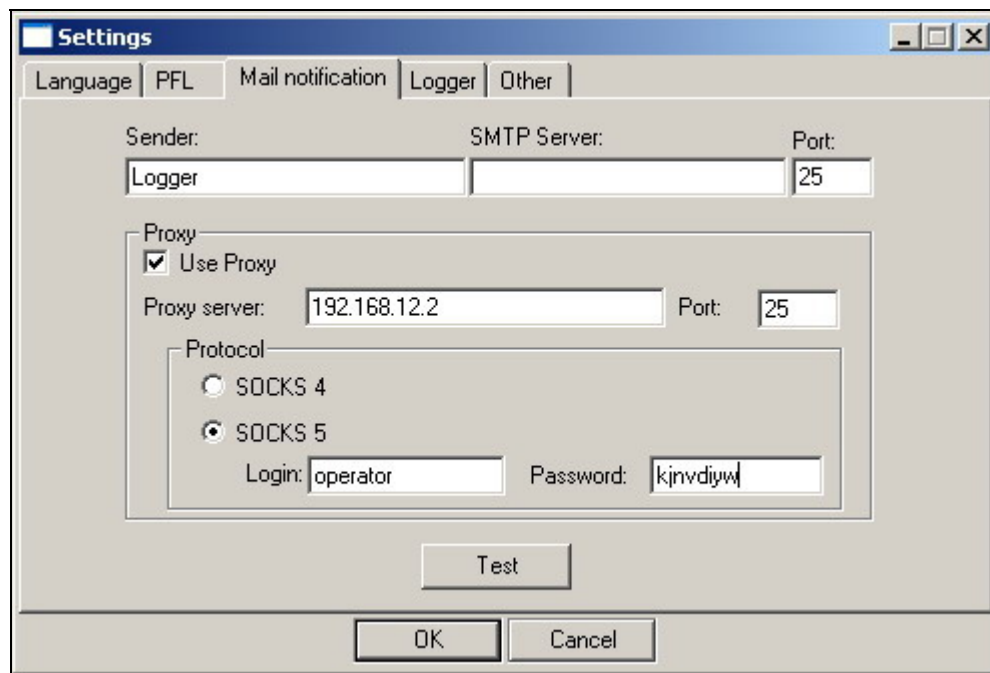 Settings
Language PFL Mail notification Logger Other
Sender: SMTP Server: Port:
Logger 25
Proxy
Use Proxy
Proxy server: 192.168.12.2 Port: 25
Protocol
SOCKS 4
SOCKS 5
Login: operator Password: kjnvdiyw
Test
OK Cancel